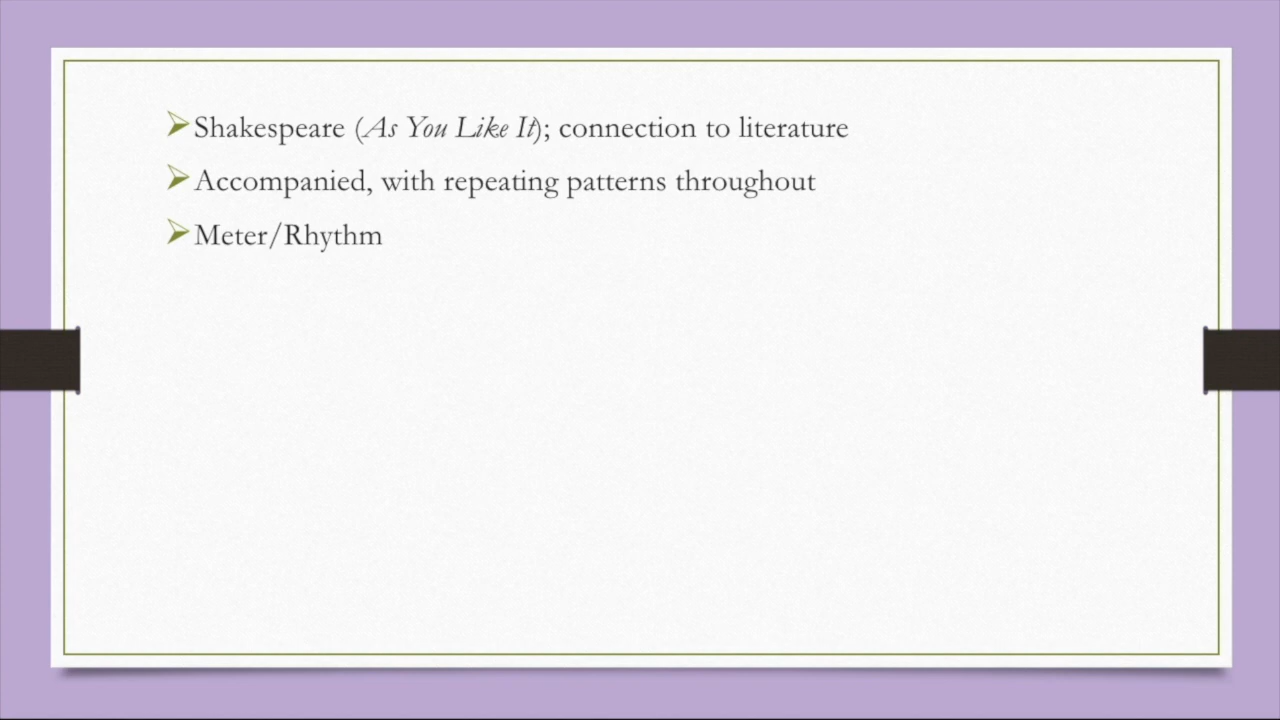 Shakespeare (As You Like It); connection to literature
Accompanied, with repeating patterns throughout
Meter/Rhythm